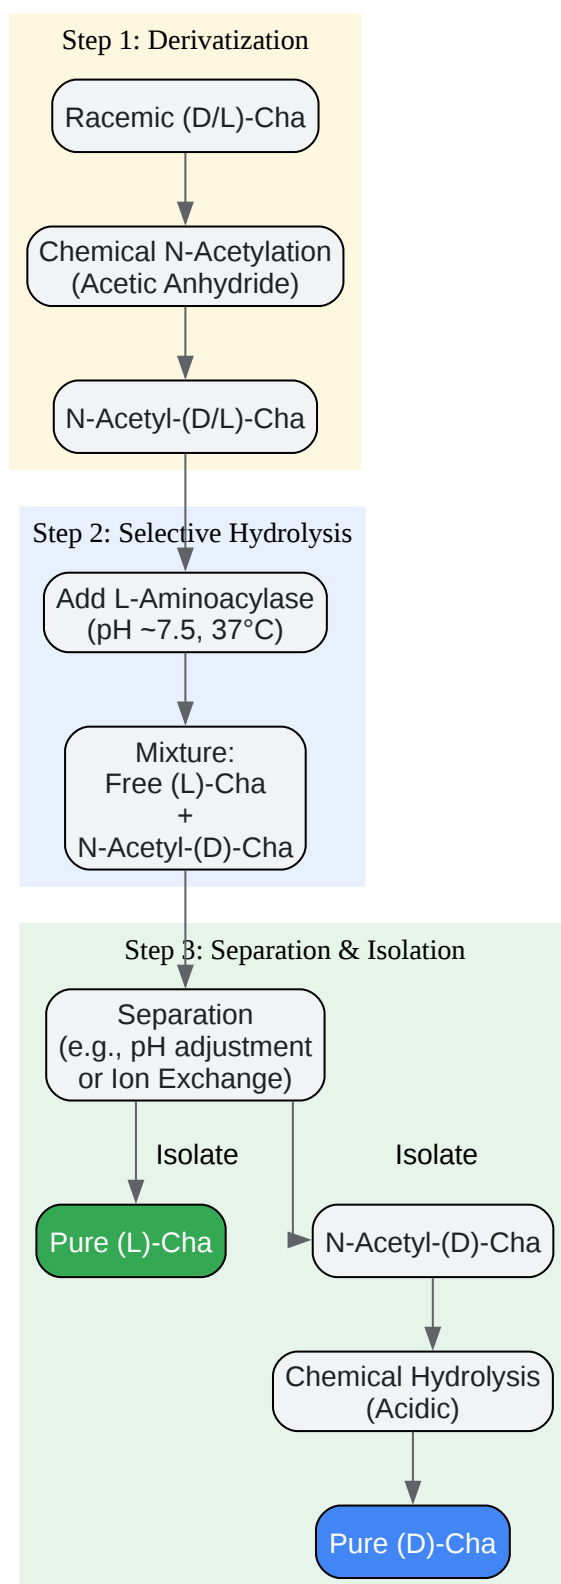 Step 1: Derivatization
Racemic (D/L)-Cha
Chemical N-Acetylation
(Acetic Anhydride)
N-Acetyl-(D/L)-Cha
Step 2: Selective Hydrolysis
Add L-Aminoacylase
(pH ~7.5, 37°C)
Mixture:
Free (L)-Cha
+
N-Acetyl-(D)-Cha
Step 3: Separation & Isolation
Separation
(e.g., pH adjustment
or Ion Exchange)
Isolate
Isolate
Pure (L)-Cha
N-Acetyl-(D)-Cha
Chemical Hydrolysis
(Acidic)
Pure (D)-Cha